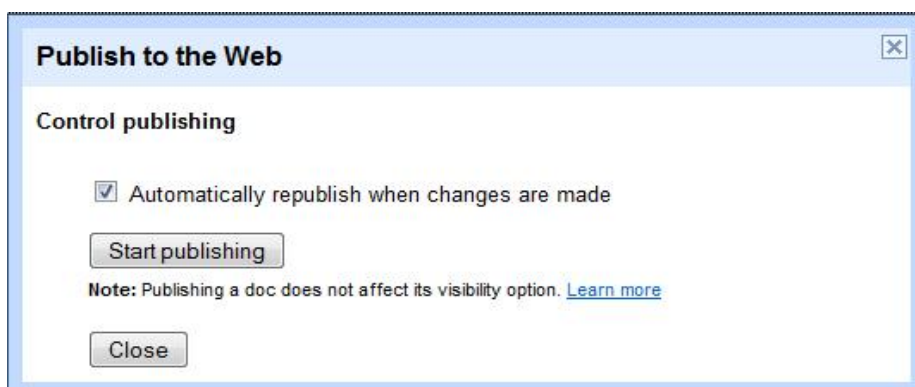 Publish to the Web
Control publishing
Automatically republish when changes are made
Start publishing
Note: Publishing a doc does not affect its visibility option. Learn more
Close